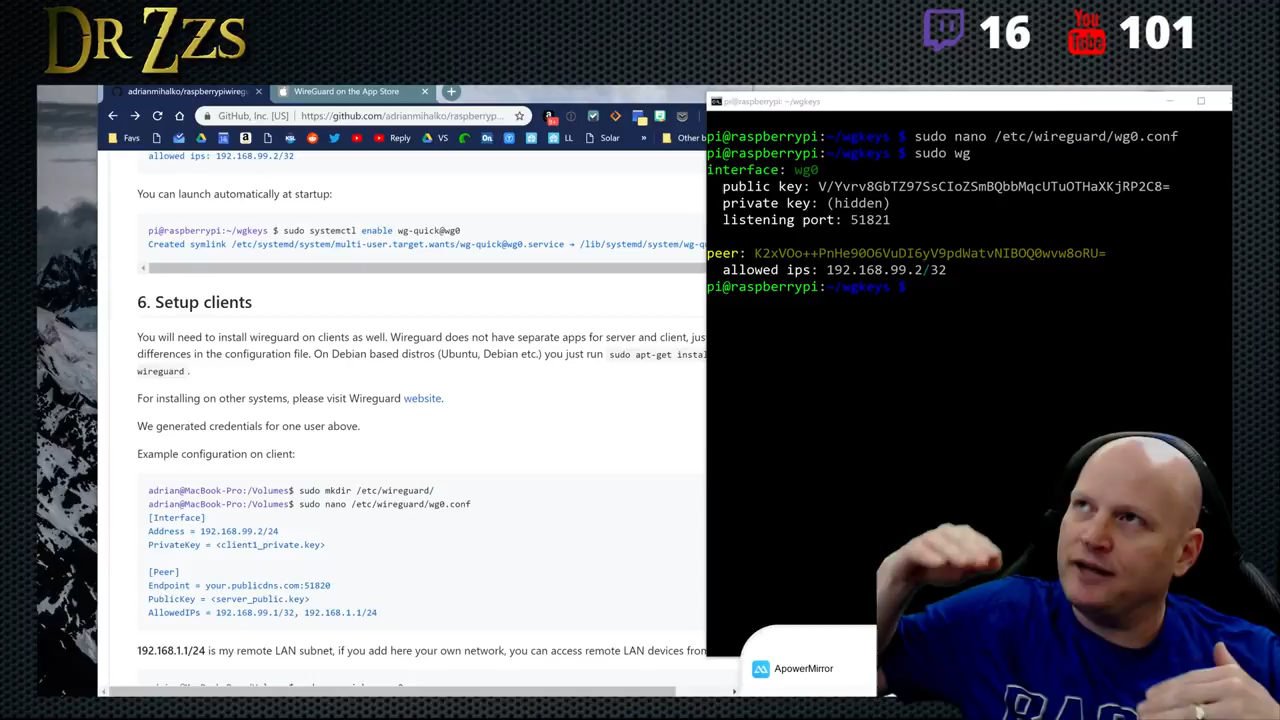 DR ZZS
16
You
Tube
101
adrianmihalko/raspberrypiwireg
WireGuard on the App Store
GitHub, Inc. [US]
https://github.com/adrianmihalko/raspberryp...
Favs
Reply
VS
LL
Solar
Other b
allowed ips: 192.168.99.2/32
You can launch automatically at startup:
pi@raspberrypi:~/wgkeys $ sudo systemctl enable wg-quick@wg0
Created symlink /etc/systemd/system/multi-user.target.wants/wg-quick@wg0.service → /lib/systemd/system/wg-qu
6. Setup clients
You will need to install wireguard on clients as well. Wireguard does not have separate apps for server and client, jus
differences in the configuration file. On Debian based distros (Ubuntu, Debian etc.) you just run sudo apt-get instal
wireguard .
For installing on other systems, please visit Wireguard website.
We generated credentials for one user above.
Example configuration on client:
adrian@MacBook-Pro:/Volumes$ sudo mkdir /etc/wireguard/
adrian@MacBook-Pro:/Volumes$ sudo nano /etc/wireguard/wg0.conf
[Interface]
Address = 192.168.99.2/24
PrivateKey = <client1_private.key>
[Peer]
Endpoint = your.publicdns.com:51820
PublicKey = <server_public.key>
AllowedIPs = 192.168.99.1/32, 192.168.1.1/24
192.168.1.1/24 is my remote LAN subnet, if you add here your own network, you can access remote LAN devices from
pi@raspberrypi: ~/wgkeys
pi@raspberrypi:~/wgkeys $ sudo nano /etc/wireguard/wg0.conf
pi@raspberrypi:~/wgkeys $ sudo wg
interface: wg0
public key: V/Yvrv8GbTZ97SsCIoZSmBQbbMqcUTuOTHaXKjRP2C8=
private key: (hidden)
listening port: 51821
peer: K2xVOo++PnHe90O6VuDI6yV9pdWatvNIBOQ0wvw8oRU=
allowed ips: 192.168.99.2/32
pi@raspberrypi:~/wgkeys $
ApowerMirror